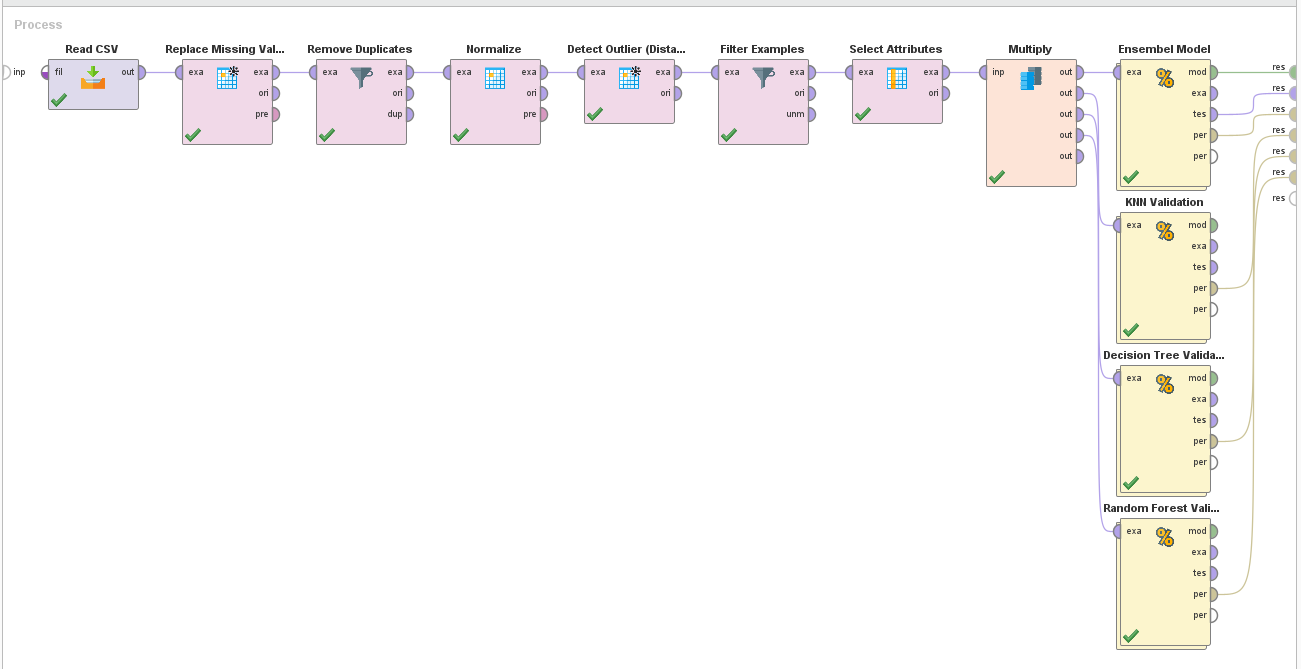 Process
Read CSV Replace Missing Val... Remove Duplicates Normalize Detect Outlier (Dista... Filter Examples Select Attributes Multiply Ensembel Model
res
inp fil out exa exa exa exa exa exa exa exa exa exa exa exa inp out exa mod
res
ori ori ori ori ori ori out exa
res
pre dup pre unm out tes
res
out per
res
out per
res
res
KNN Validation
exa mod
exa
tes
per
per
Decision Tree Valida...
exa mod
exa
tes
per
per
Random Forest Vali...
exa mod
exa
tes
per
per